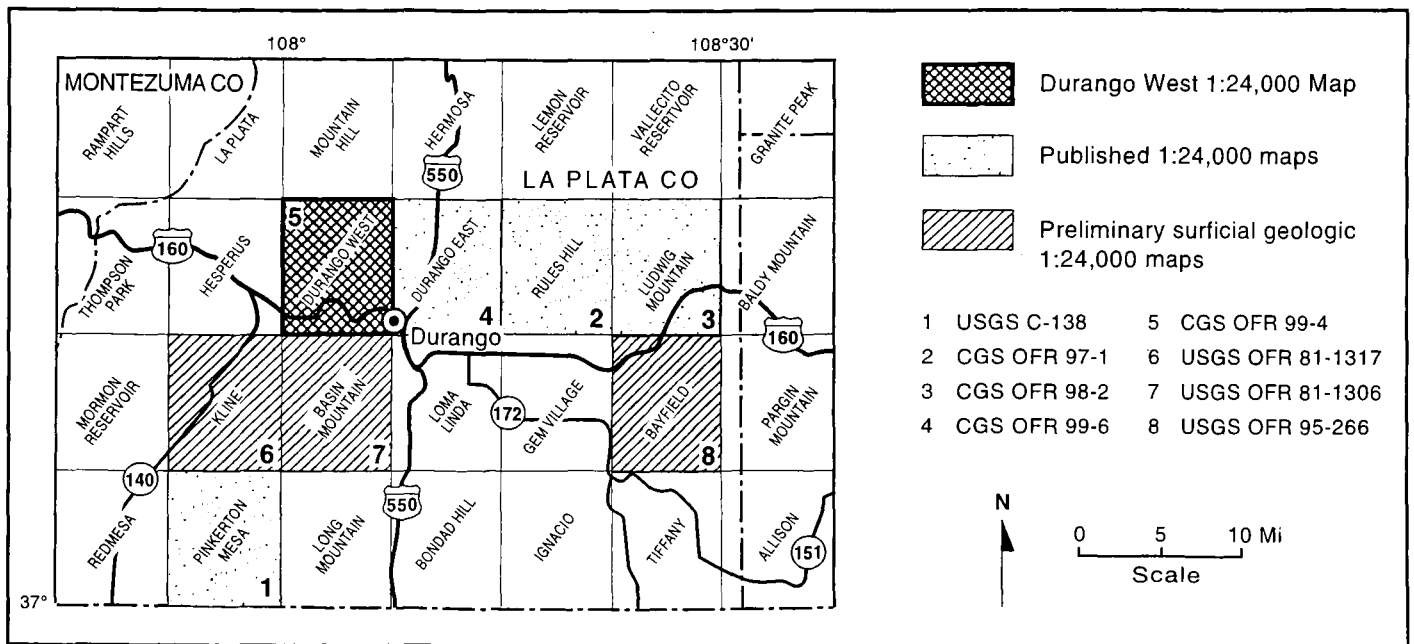 108°
108°30'
MONTEZUMA CO
RAMPART
HILLS
LA PLATA
MOUNTAIN
HILL
HERMOSA
LEMON
RESERVOIR
VALLECITO
RESERTVOIR
GRANITE PEAK
550
LA PLATA CO
160
THOMPSON
PARK
HESPERUS
5
DURANGO WEST
DURANGO EAST
4
RULES HILL
2
LUDWIG
MOUNTAIN
3
BALDY MOUNTAIN
160
Durango
MORMON
RESERVOIR
KLINE
6
BASIN
MOUNTAIN
7
LOMA
LINDA
172
GEM VILLAGE
BAYFIELD
8
PARGIN
MOUNTAIN
140
REDMESA
PINKERTON
MESA
1
LONG
MOUNTAIN
550
BONDAD HILL
IGNACIO
TIFFANY
ALLISON
151
37°
Durango West 1:24,000 Map
Published 1:24,000 maps
Preliminary surficial geologic
1:24,000 maps
1 USGS C-138
2 CGS OFR 97-1
3 CGS OFR 98-2
4 CGS OFR 99-6
5 CGS OFR 99-4
6 USGS OFR 81-1317
7 USGS OFR 81-1306
8 USGS OFR 95-266
N
0 5 10 Mi
Scale